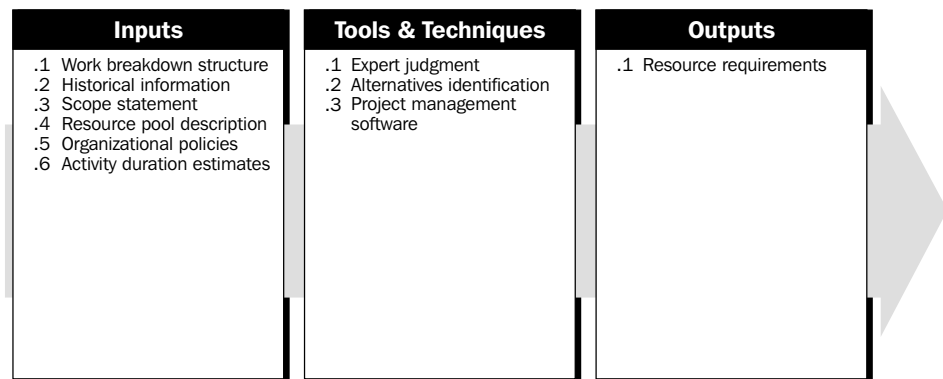 Inputs
.1 Work breakdown structure
.2 Historical information
.3 Scope statement
.4 Resource pool description
.5 Organizational policies
.6 Activity duration estimates
Tools & Techniques
.1 Expert judgment
.2 Alternatives identification
.3 Project management
software
Outputs
.1 Resource requirements